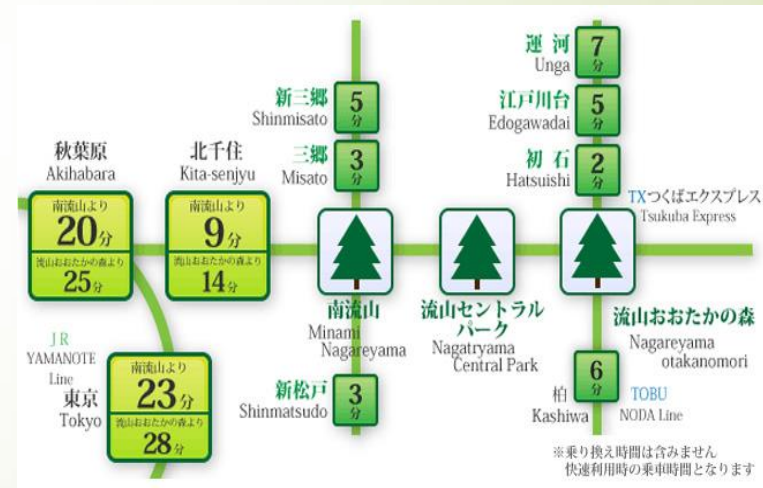 運河
Unga
7
分
新三郷
Shinmisato
5
分
江戸川台
Edogawadai
5
分
秋葉原
Akihabara
北千住
Kita-senjyu
三郷
Misato
3
分
初石
Hatsuishi
2
分
TXつくばエクスプレス
Tsukuba Express
南流山より
20分
流山おおたかの森より
25分
南流山より
9分
流山おおたかの森より
14分
南流山
Minami
Nagareyama
流山セントラル
パーク
Nagatryama
Central Park
流山おおたかの森
Nagareyama
otakanomori
JR
YAMANOTE
Line
東京
Tokyo
南流山より
23分
流山おおたかの森より
28分
新松戸
Shinmatsudo
3
分
柏
Kashiwa
6
分
TOBU
NODA Line
※乗り換え時間は含みません
快速利用時の乗車時間となります